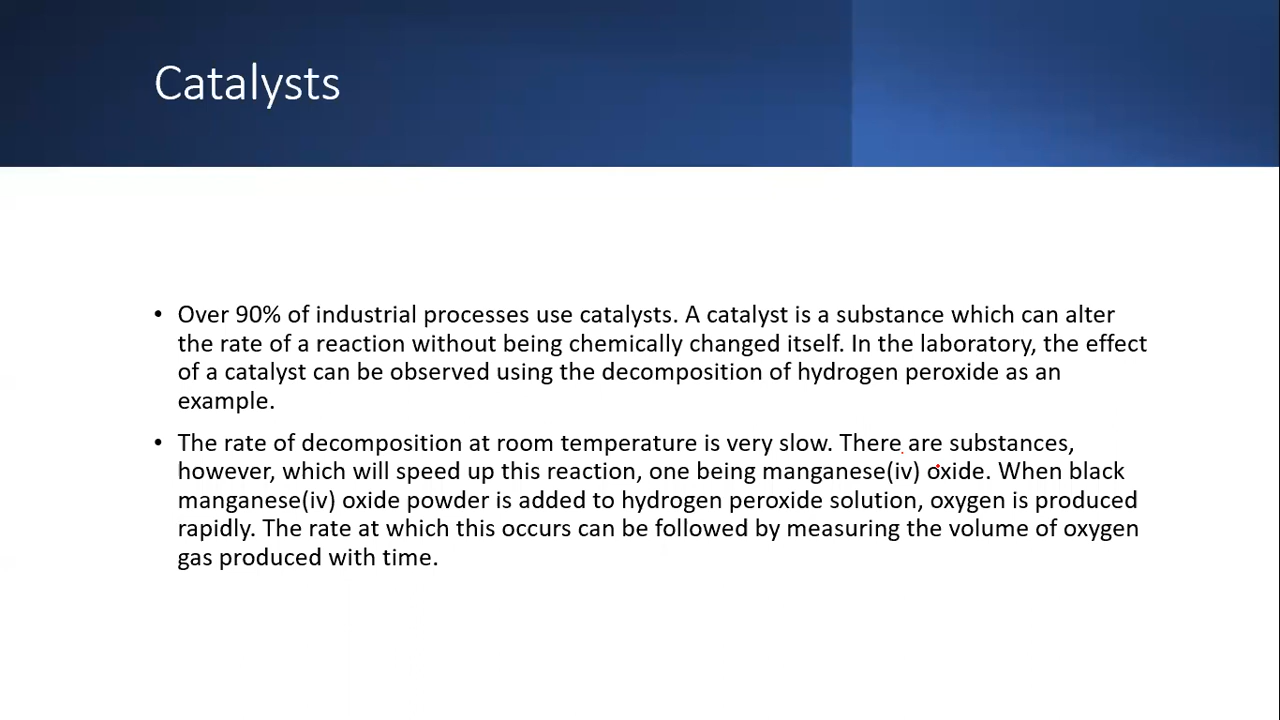 Catalysts
• Over 90% of industrial processes use catalysts. A catalyst is a substance which can alter
the rate of a reaction without being chemically changed itself. In the laboratory, the effect
of a catalyst can be observed using the decomposition of hydrogen peroxide as an
example.
• The rate of decomposition at room temperature is very slow. There are substances,
however, which will speed up this reaction, one being manganese(iv) oxide. When black
manganese(iv) oxide powder is added to hydrogen peroxide solution, oxygen is produced
rapidly. The rate at which this occurs can be followed by measuring the volume of oxygen
gas produced with time.